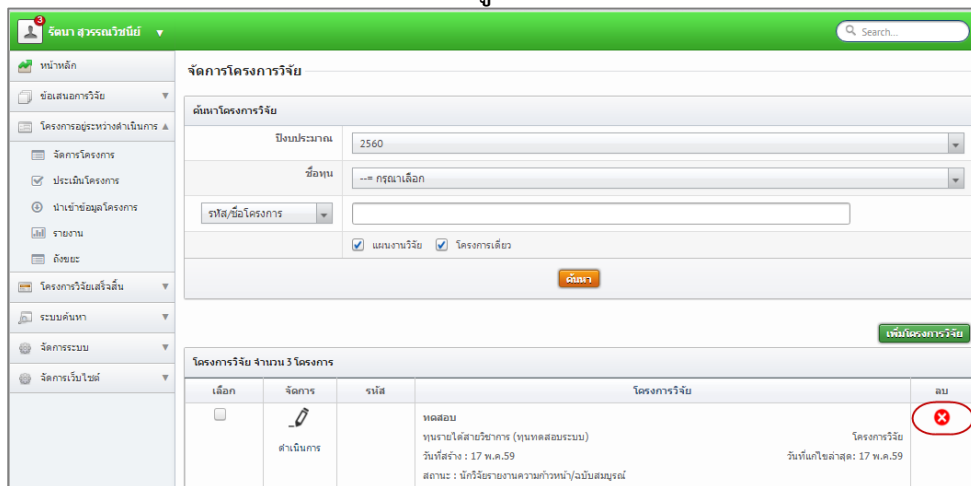 3
รัตนา สุวรรณวิชนีย์
Search...
หน้าหลัก
ข้อเสนอการวิจัย
โครงการอยู่ระหว่างดำเนินการ
จัดการโครงการ
ประเมินโครงการ
นำเข้าข้อมูลโครงการ
รายงาน
ถังขยะ
โครงการวิจัยเสร็จสิ้น
ระบบค้นหา
จัดการระบบ
จัดการเว็บไซต์
จัดการโครงการวิจัย
ค้นหาโครงการวิจัย
ปีงบประมาณ 2560
ชื่อทุน --= กรุณาเลือก
รหัส/ชื่อโครงการ
แผนงานวิจัย โครงการเดี่ยว
ค้นหา
เพิ่มโครงการวิจัย
โครงการวิจัย จำนวน 3 โครงการ
เลือก จัดการ รหัส โครงการวิจัย ลบ
ดำเนินการ
ทดสอบ
ทุนรายได้สายวิชาการ (ทุนทดสอบระบบ) โครงการวิจัย
วันที่สร้าง : 17 พ.ค.59 วันที่แก้ไขล่าสุด: 17 พ.ค.59
สถานะ : นักวิจัยรายงานความก้าวหน้า/ฉบับสมบูรณ์